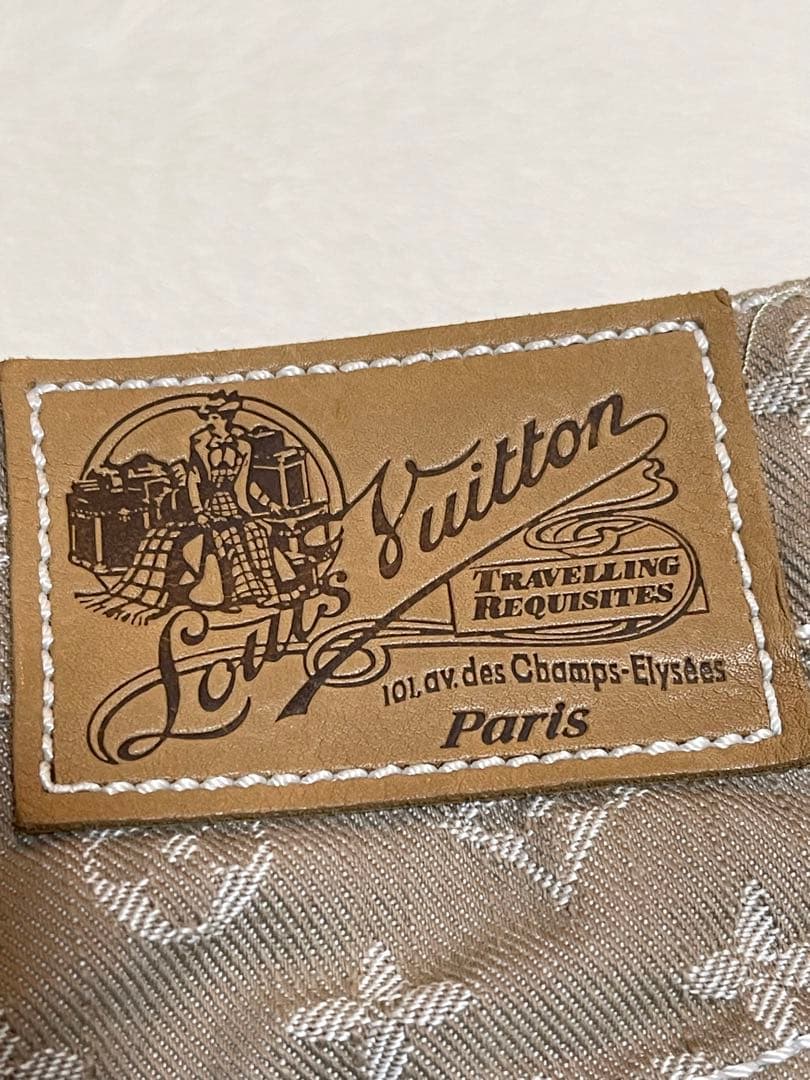 Louis Vuitton
TRAVELLING
REQUISITES
101, av. des Champs-Elysées
Paris